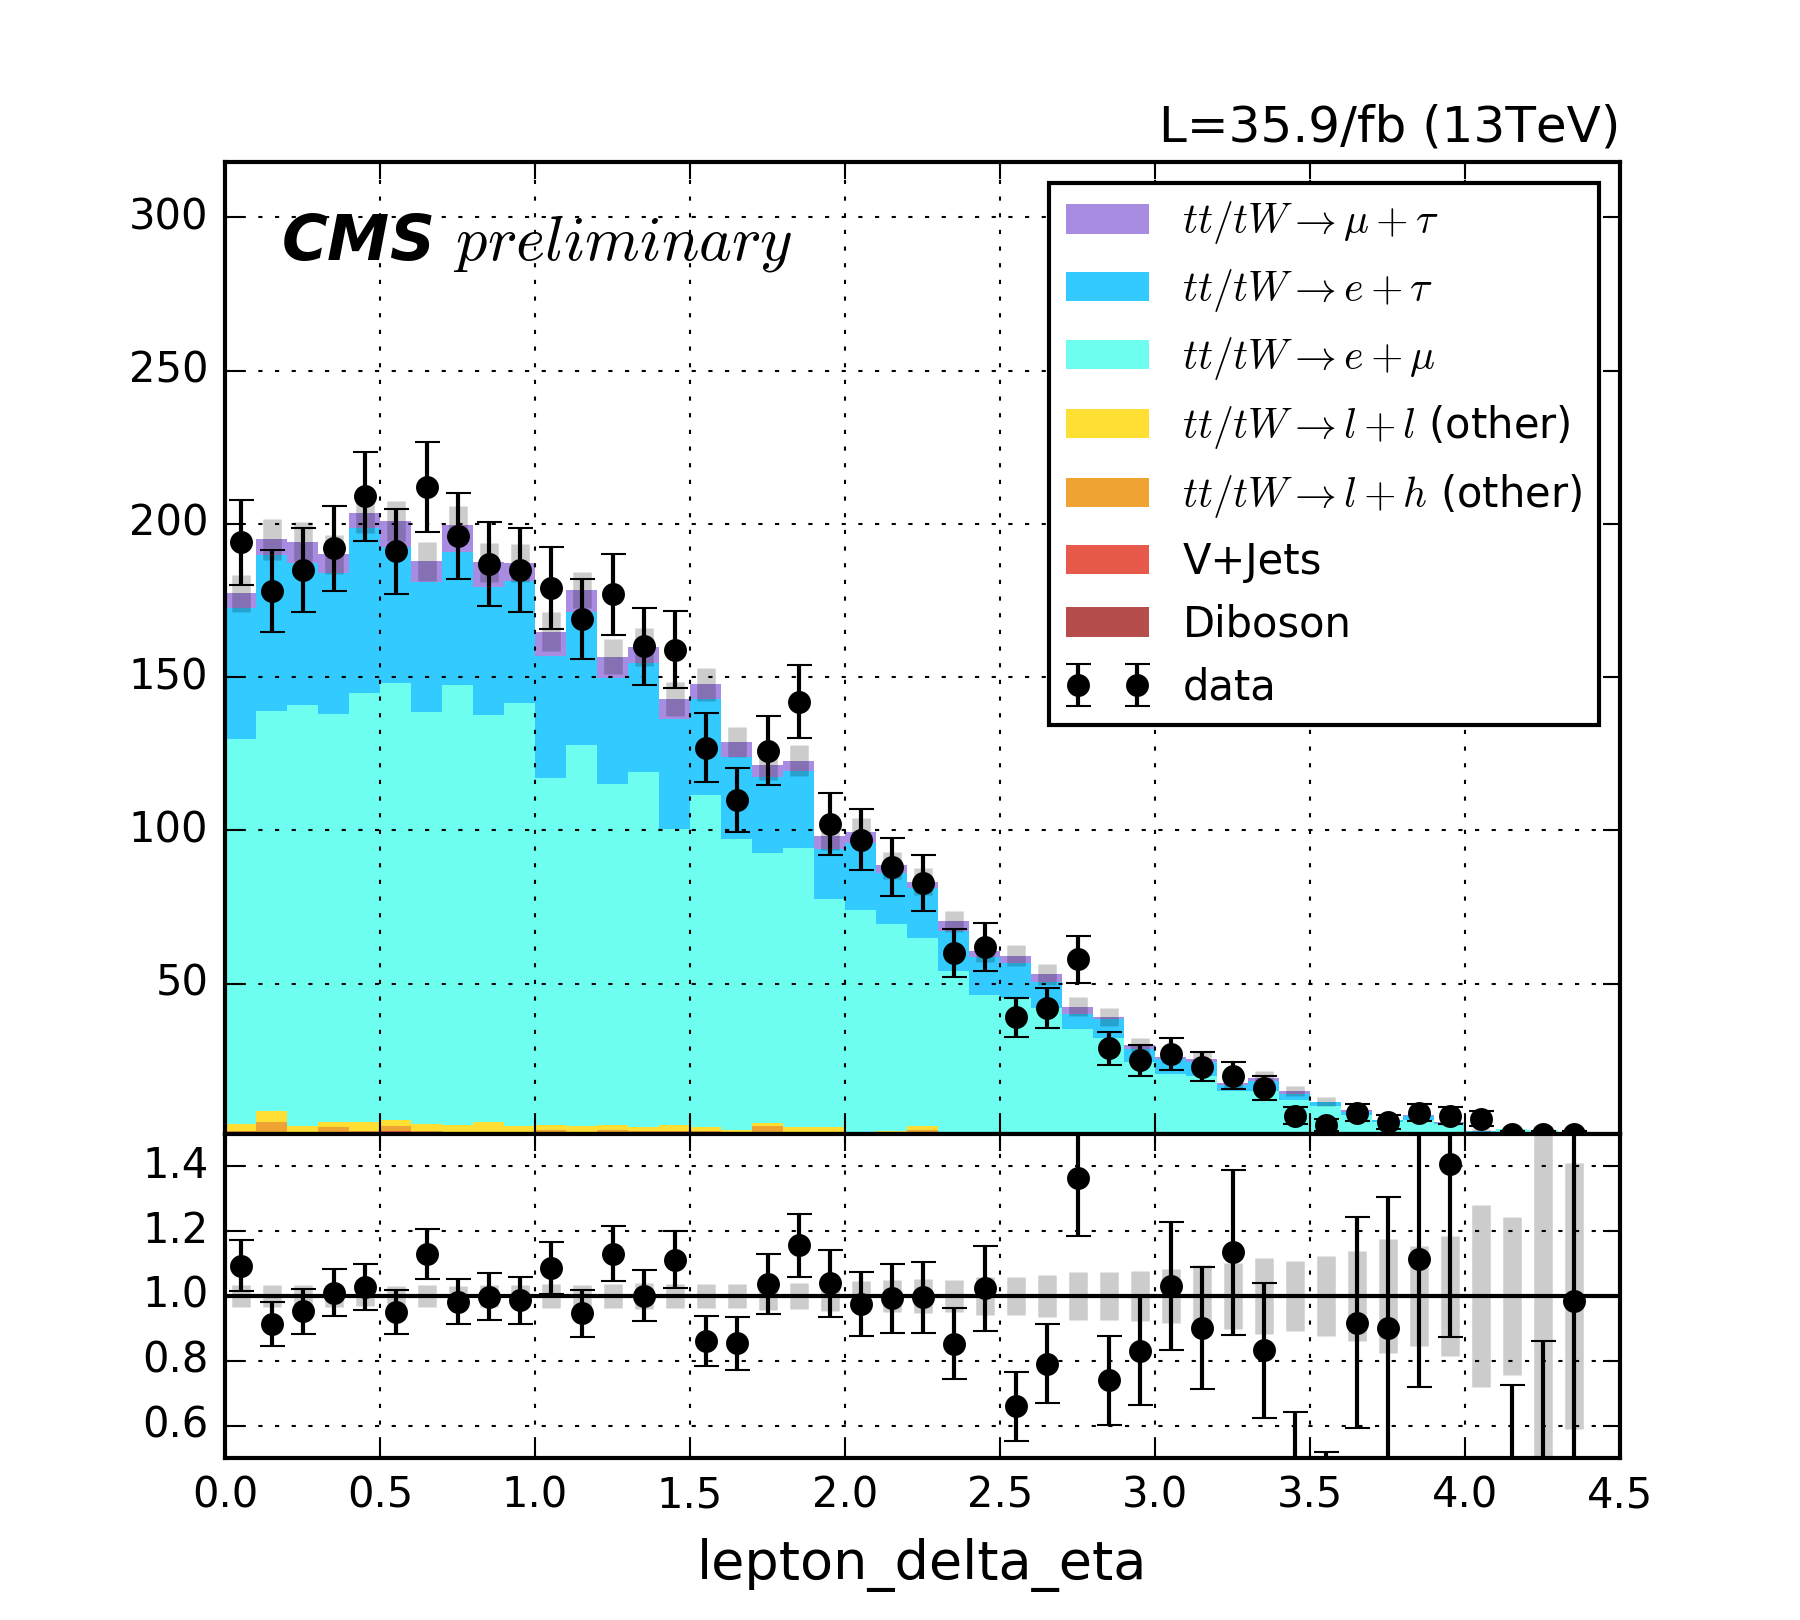 L=35.9/fb (13TeV)
CMS preliminary
300
250
200
150
100
50
tt/tW→μ+τ
tt/tW→e+τ
tt/tW→e+μ
tt/tW→l+l (other)
tt/tW→l+h (other)
V+Jets
Diboson
data
1.4
1.2
1.0
0.8
0.6
0.0 0.5 1.0 1.5 2.0 2.5 3.0 3.5 4.0 4.5
lepton_delta_eta